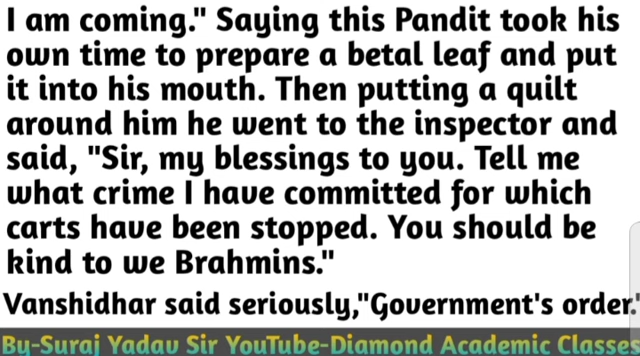 I am coming." Saying this Pandit took his
own time to prepare a betal leaf and put
it into his mouth. Then putting a quilt
around him he went to the inspector and
said, "Sir, my blessings to you. Tell me
what crime I have committed for which
carts have been stopped. You should be
kind to we Brahmins."
Vanshidhar said seriously,"Government's order."
By-Suraj Yadav Sir YouTube-Diamond Academic Classes